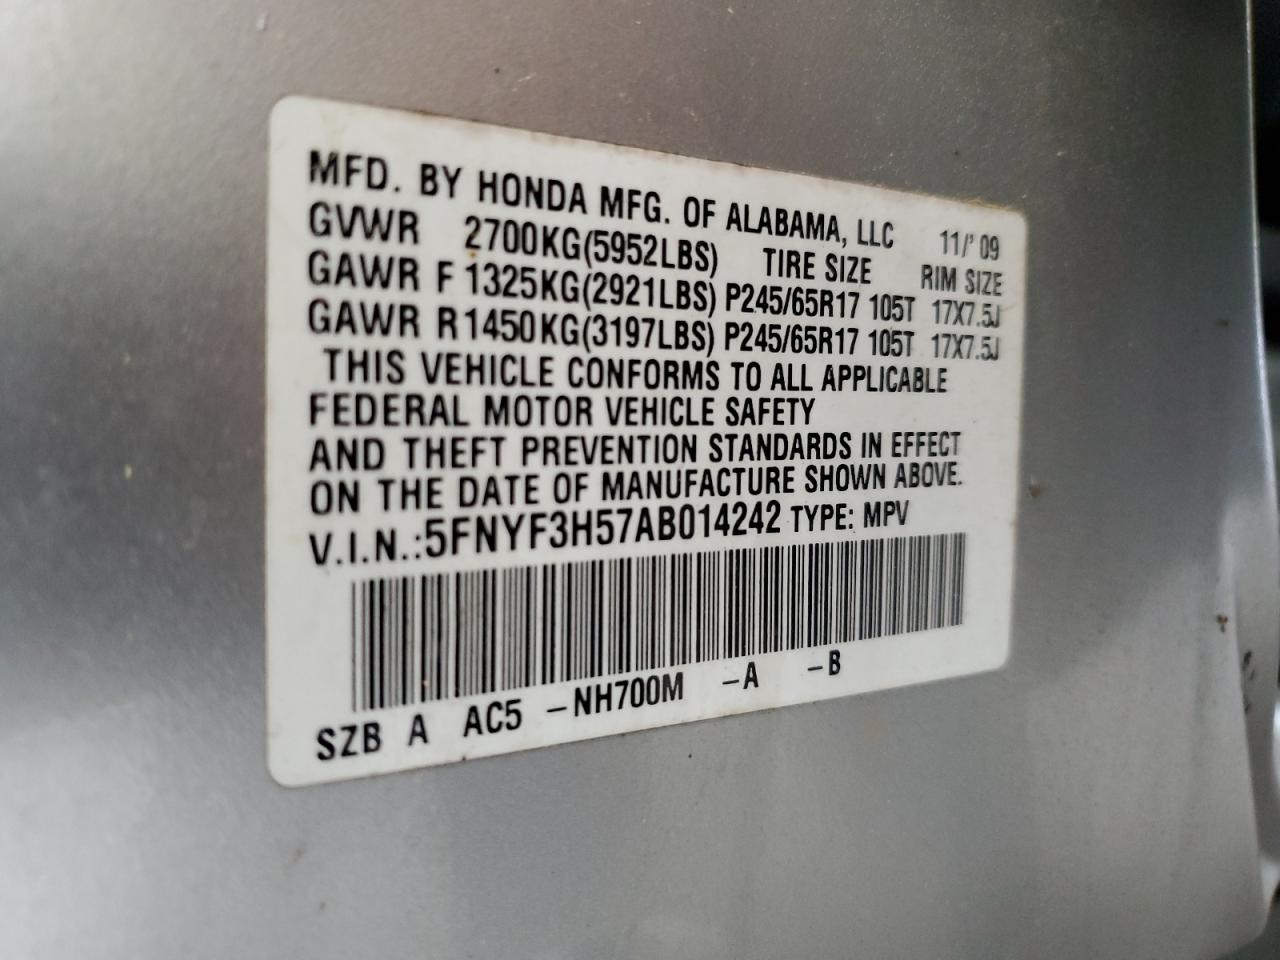 MFD. BY HONDA MFG. OF ALABAMA, LLC 11/'09
GVWR 2700KG(5952LBS) TIRE SIZE RIM SIZE
GAWR F 1325KG(2921LBS) P245/65R17 105T 17X7.5J
GAWR R1450KG(3197LBS) P245/65R17 105T 17X7.5J
THIS VEHICLE CONFORMS TO ALL APPLICABLE
FEDERAL MOTOR VEHICLE SAFETY
AND THEFT PREVENTION STANDARDS IN EFFECT
ON THE DATE OF MANUFACTURE SHOWN ABOVE.
V.I.N.:5FNYF3H57AB014242 TYPE: MPV
SZB A AC5 -NH700M -A -B